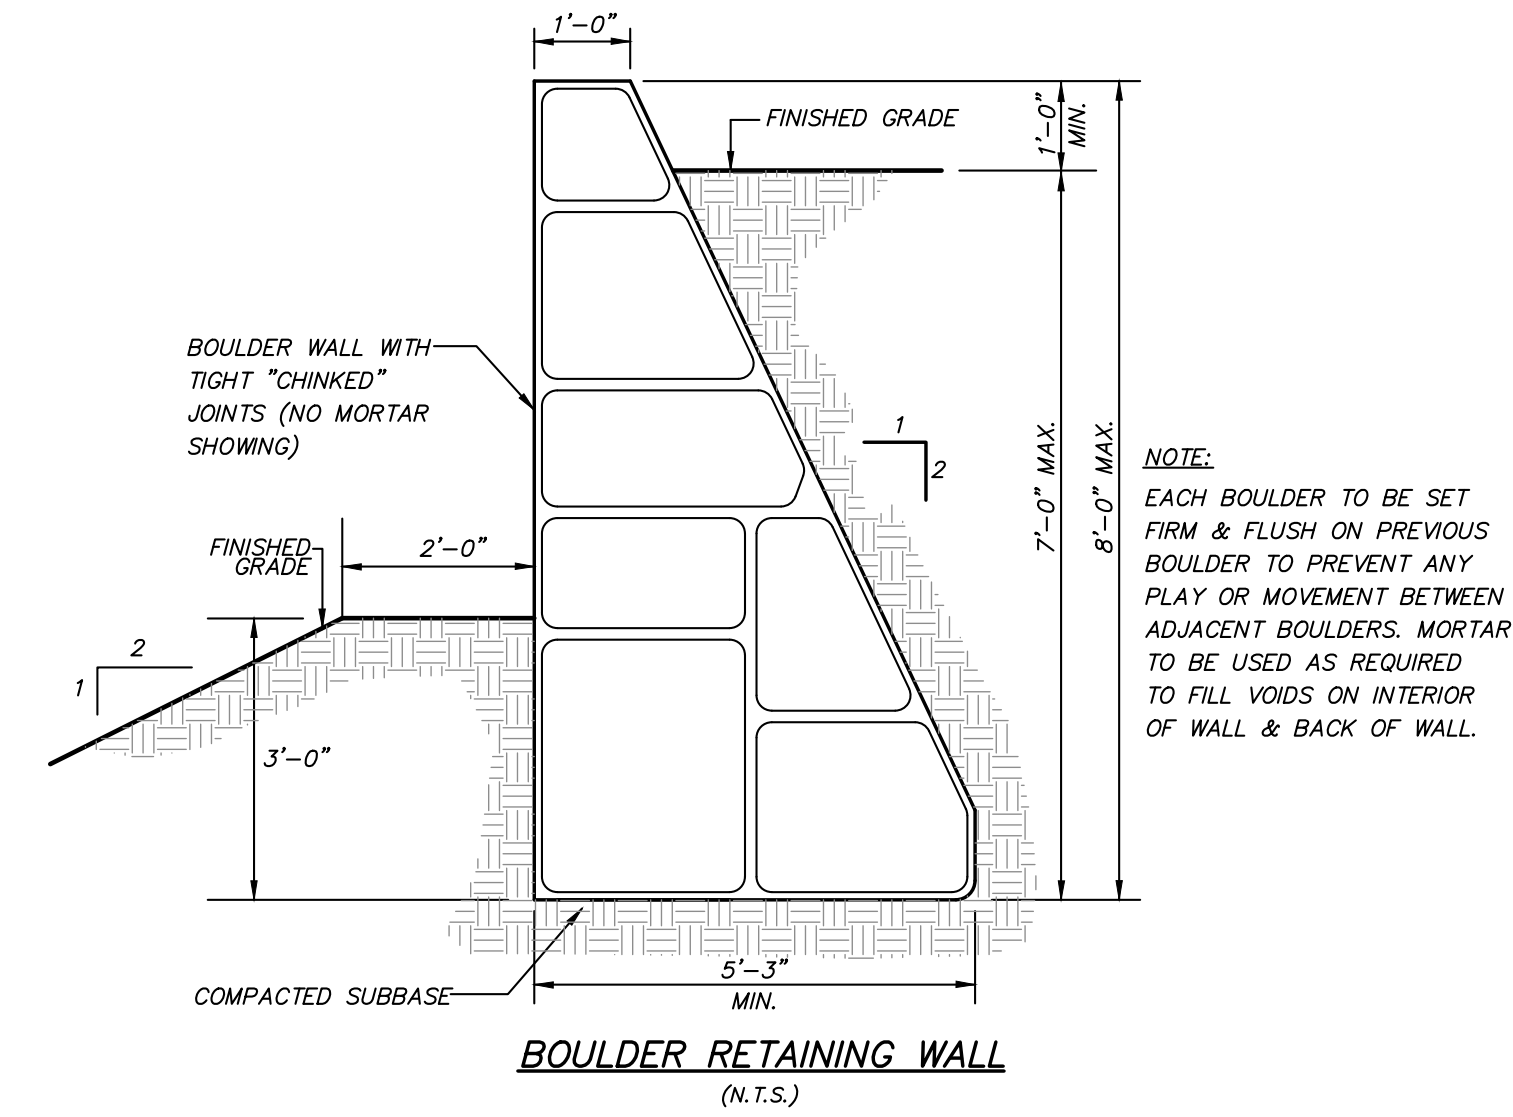 1'-0"
FINISHED GRADE
1'-0"
MIN.
BOULDER WALL WITH
TIGHT "CHINKED"
JOINTS (NO MORTAR
SHOWING)
1
2
7'-0" MAX.
8'-0" MAX.
NOTE:
EACH BOULDER TO BE SET
FIRM & FLUSH ON PREVIOUS
BOULDER TO PREVENT ANY
PLAY OR MOVEMENT BETWEEN
ADJACENT BOULDERS. MORTAR
TO BE USED AS REQUIRED
TO FILL VOIDS ON INTERIOR
OF WALL & BACK OF WALL.
FINISHED
GRADE
2'-0"
2
1
3'-0"
COMPACTED SUBBASE
5'-3"
MIN.
BOULDER RETAINING WALL
(N.T.S.)